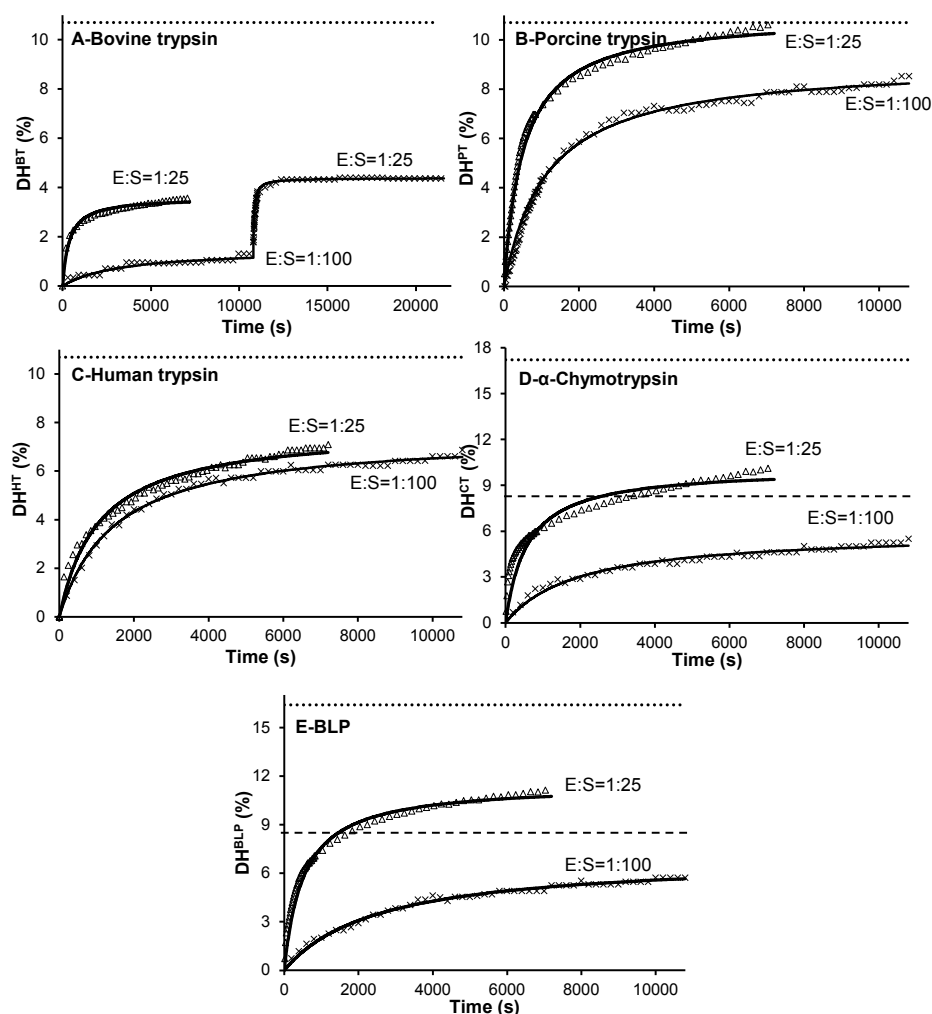 A-Bovine trypsin
DH^BT (%)
10
8
6
4
2
0
E:S=1:25
E:S=1:25
E:S=1:100
0 5000 10000 15000 20000
Time (s)
B-Porcine trypsin
DH^PT (%)
10
8
6
4
2
0
E:S=1:25
E:S=1:100
0 2000 4000 6000 8000 10000
Time (s)
C-Human trypsin
DH^HT (%)
10
8
6
4
2
0
E:S=1:25
E:S=1:100
0 2000 4000 6000 8000 10000
Time (s)
D-α-Chymotrypsin
DH^CT (%)
18
15
12
9
6
3
0
E:S=1:25
E:S=1:100
0 2000 4000 6000 8000 10000
Time (s)
E-BLP
DH^BLP (%)
15
12
9
6
3
0
E:S=1:25
E:S=1:100
0 2000 4000 6000 8000 10000
Time (s)